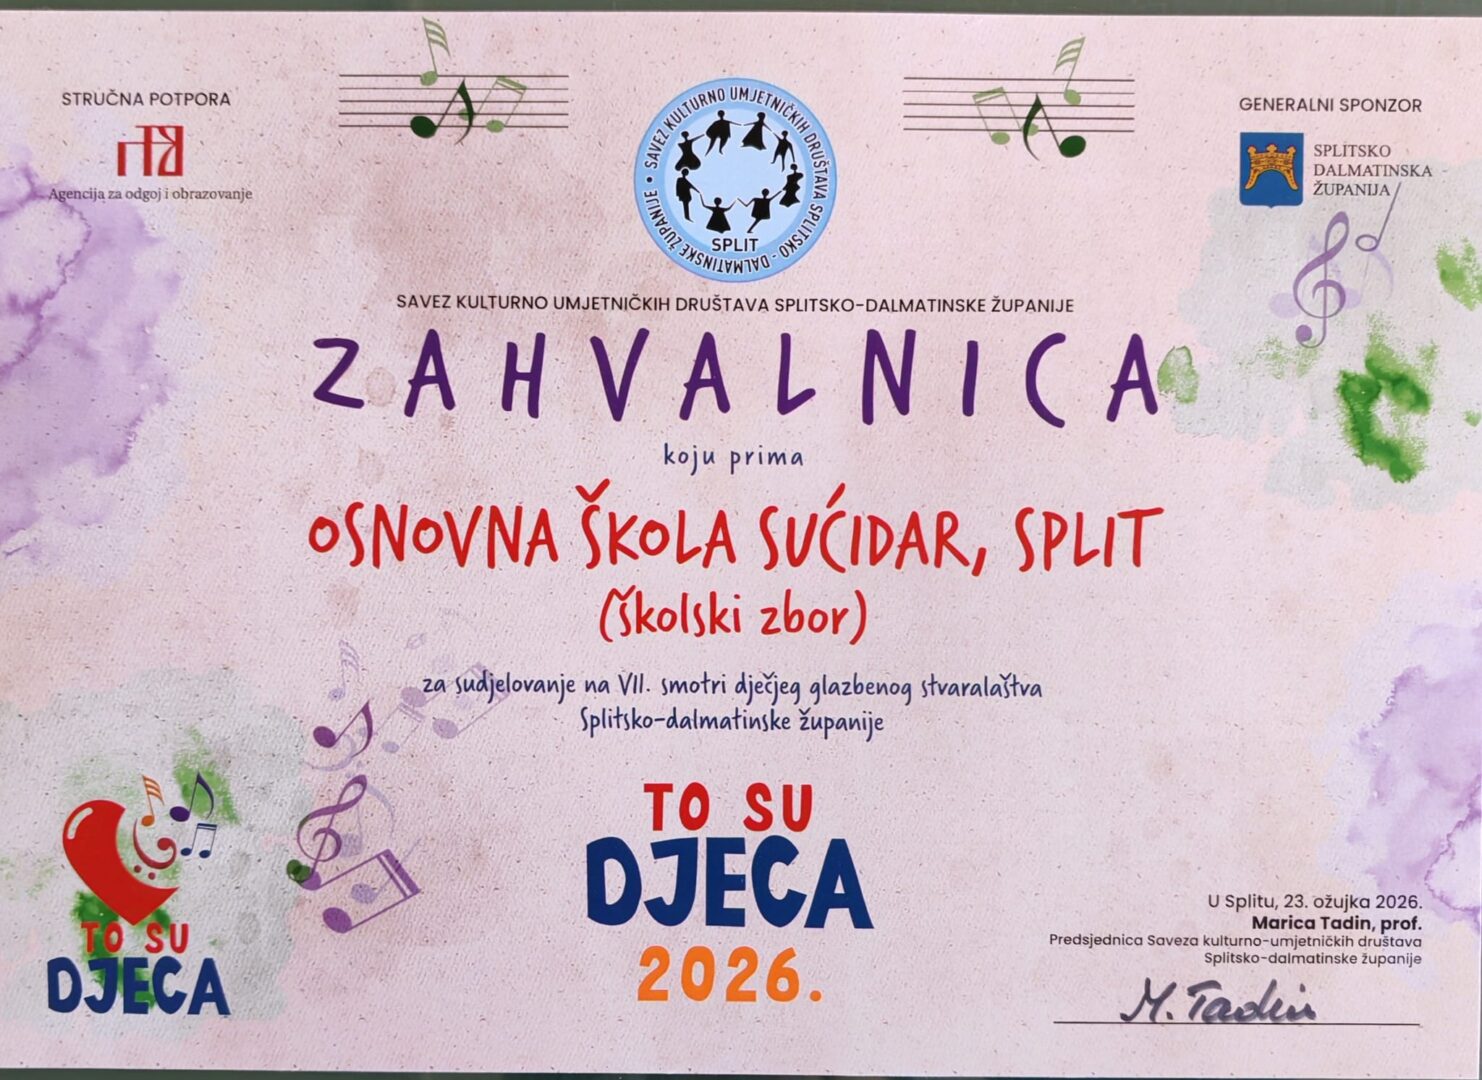 STRUČNA POTPORA
Agencija za odgoj i obrazovanje
SAVEZ KULTURNO UMJETNIČKIH DRUŠTAVA SPLITSKO - DALMATINSKE ŽUPANIJE •
SPLIT
GENERALNI SPONZOR
SPLITSKO
DALMATINSKA
ŽUPANIJA
SAVEZ KULTURNO UMJETNIČKIH DRUŠTAVA SPLITSKO-DALMATINSKE ŽUPANIJE
ZAHVALNICA
koju prima
OSNOVNA ŠKOLA SUĆIDAR, SPLIT
(školski zbor)
za sudjelovanje na VII. smotri dječjeg glazbenog stvaralaštva
Splitsko-dalmatinske županije
TO SU
DJECA
2026.
TO SU
DJECA
U Splitu, 23. ožujka 2026.
Marica Tadin, prof.
Predsjednica Saveza kulturno-umjetničkih društava
Splitsko-dalmatinske županije
M. Tadin